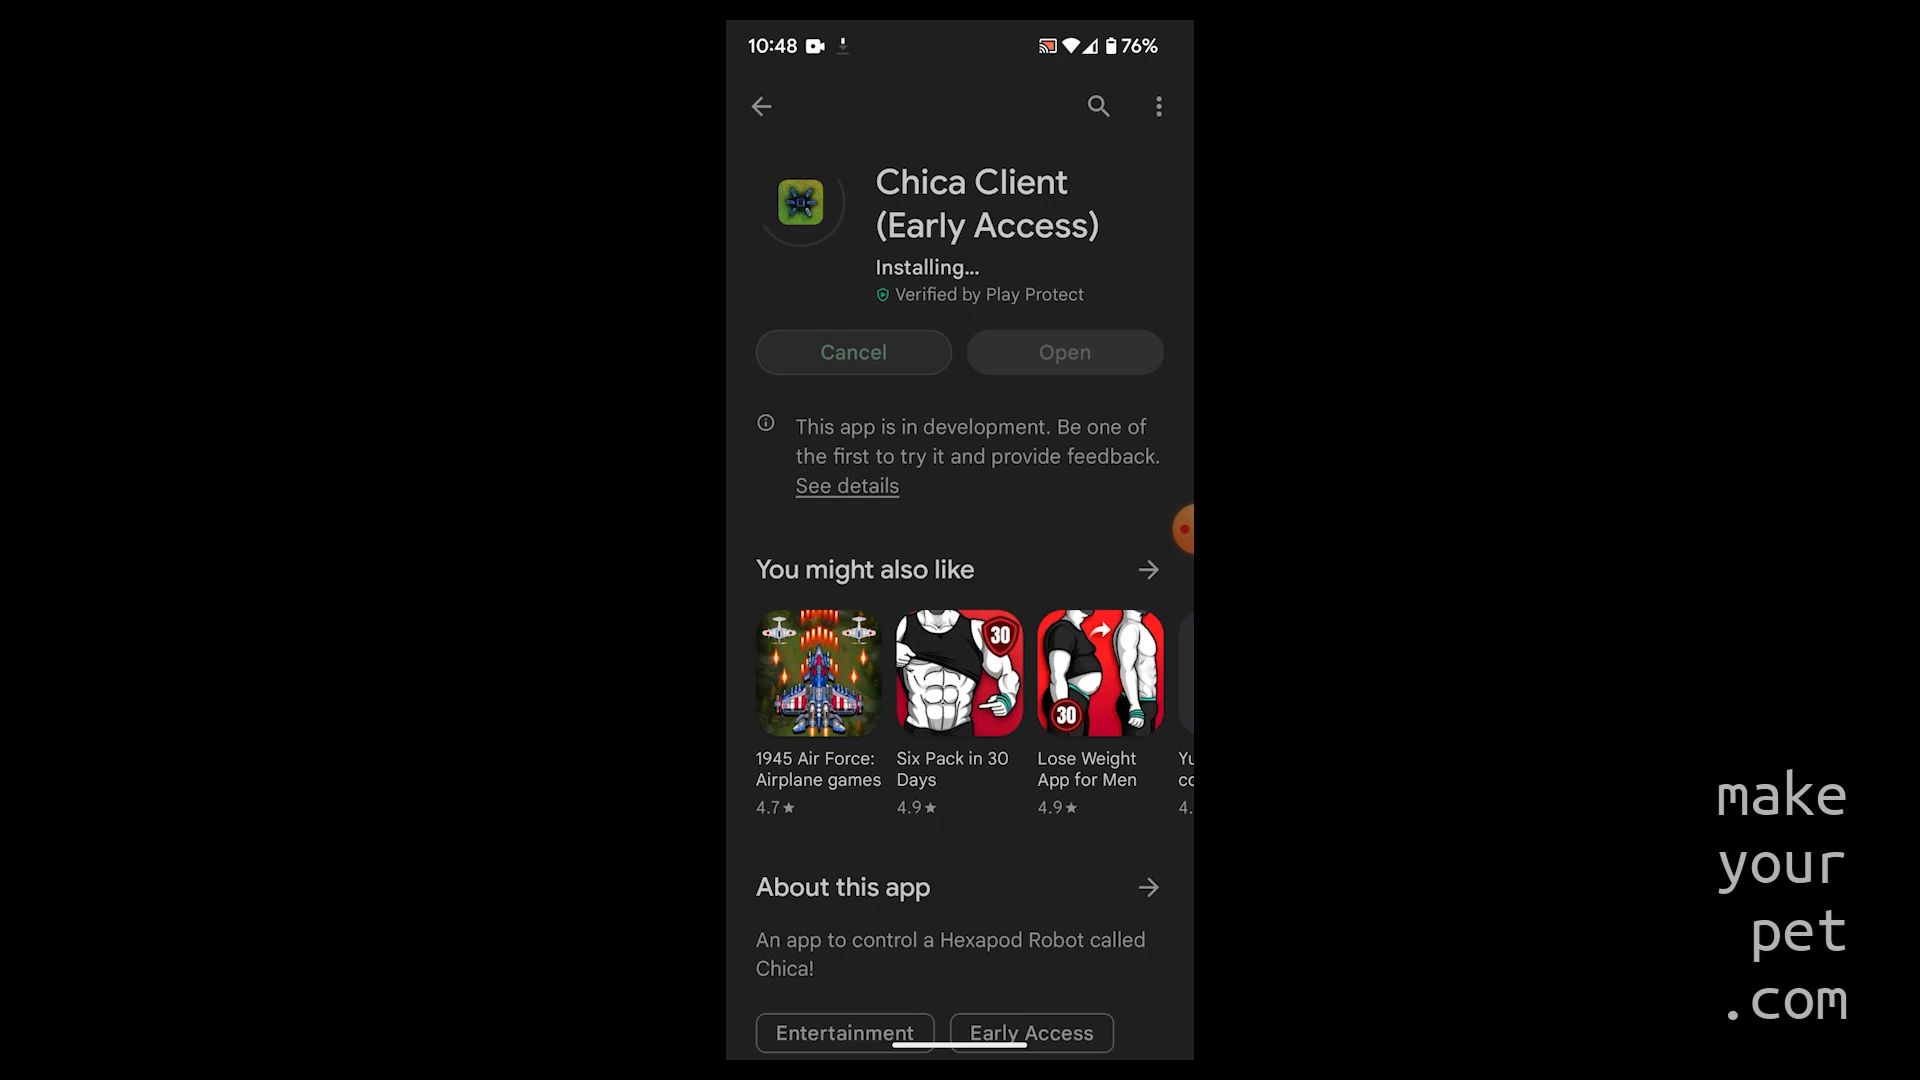 10:48
76%
Chica Client
(Early Access)
Installing...
Verified by Play Protect
Cancel
Open
This app is in development. Be one of
the first to try it and provide feedback.
See details
You might also like
30
30
1945 Air Force:
Airplane games
4.7★
Six Pack in 30
Days
4.9★
Lose Weight
App for Men
4.9★
About this app
An app to control a Hexapod Robot called
Chica!
Entertainment
Early Access
make
your
pet
.com